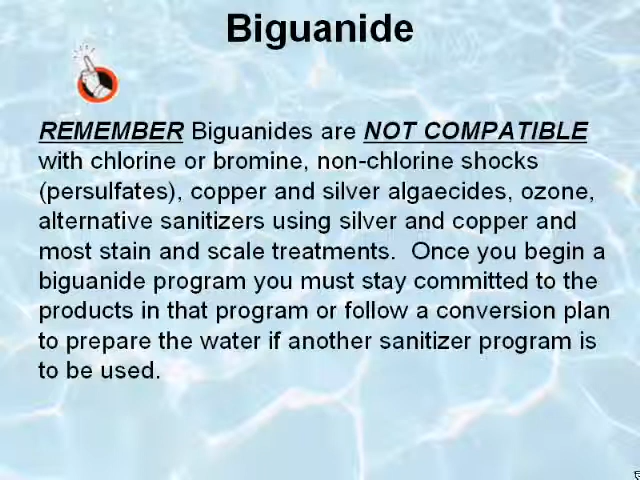 Biguanide
REMEMBER Biguanides are NOT COMPATIBLE
with chlorine or bromine, non-chlorine shocks
(persulfates), copper and silver algaecides, ozone,
alternative sanitizers using silver and copper and
most stain and scale treatments.  Once you begin a
biguanide program you must stay committed to the
products in that program or follow a conversion plan
to prepare the water if another sanitizer program is
to be used.